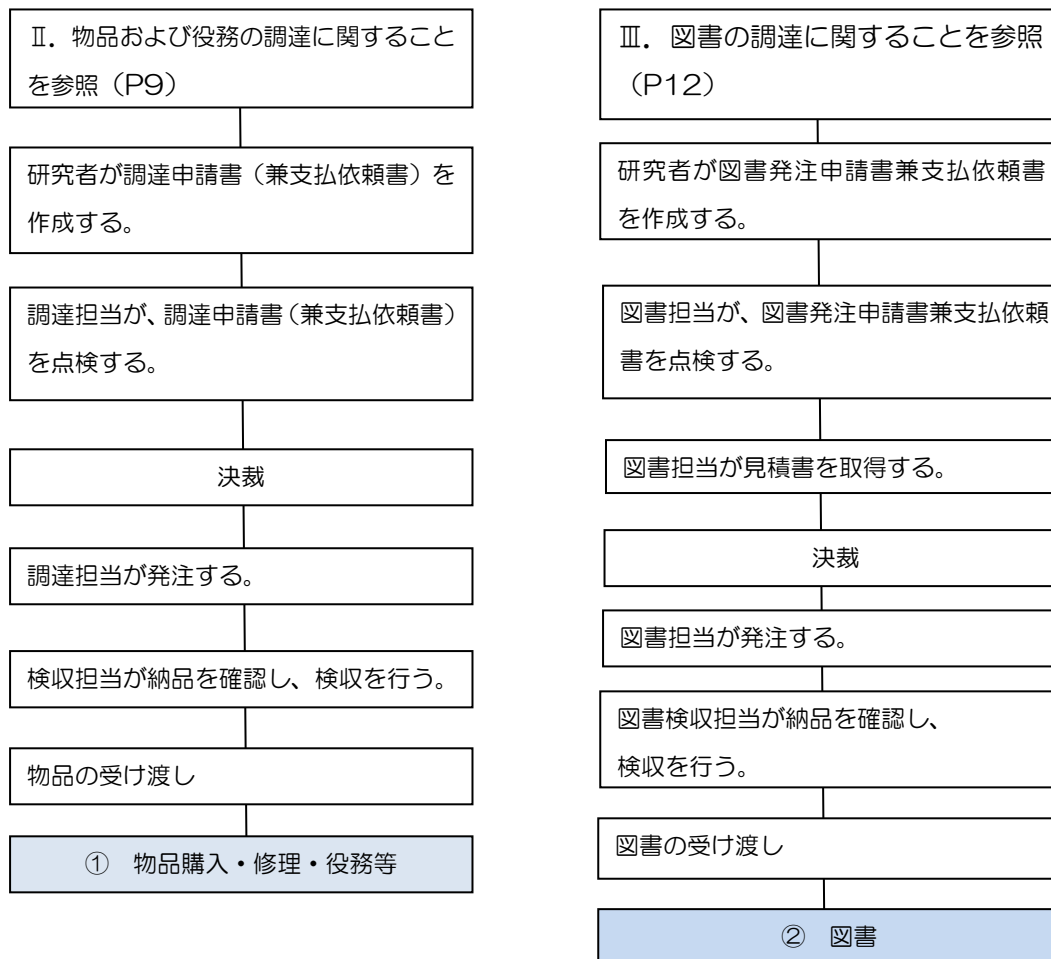 Ⅱ．物品および役務の調達に関すること
を参照（P9）
研究者が調達申請書（兼支払依頼書）を
作成する。
調達担当が、調達申請書（兼支払依頼書）
を点検する。
決裁
調達担当が発注する。
検収担当が納品を確認し、検収を行う。
物品の受け渡し
①　物品購入・修理・役務等
Ⅲ．図書の調達に関することを参照
（P12）
研究者が図書発注申請書兼支払依頼書
を作成する。
図書担当が、図書発注申請書兼支払依頼
書を点検する。
図書担当が見積書を取得する。
決裁
図書担当が発注する。
図書検収担当が納品を確認し、
検収を行う。
図書の受け渡し
②　図書